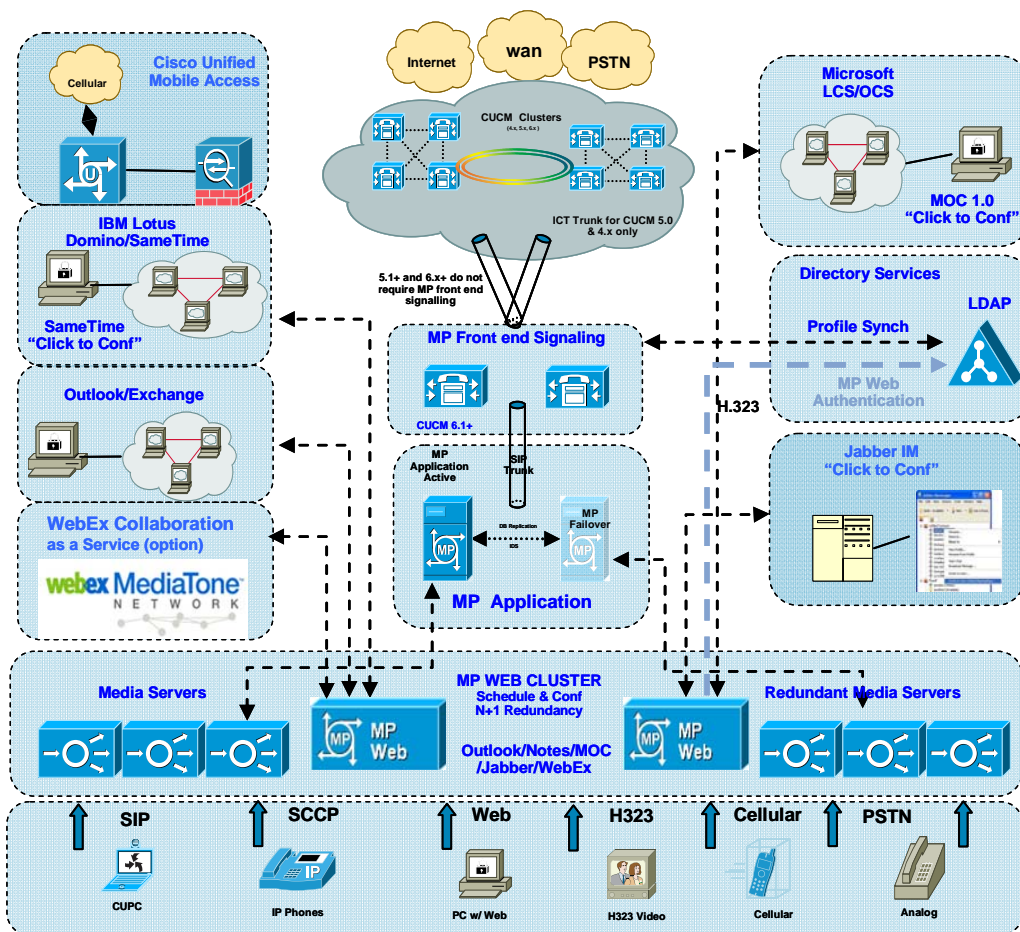 Internet
wan
PSTN
Cisco Unified
Mobile Access
Cellular
U
CUCM Clusters
(4.x, 5.x, 6.x )
ICT Trunk for CUCM 5.0
& 4.x only
Microsoft
LCS/OCS
MOC 1.0
“Click to Conf”
IBM Lotus
Domino/SameTime
SameTime
“Click to Conf”
5.1+ and 6.x+ do not
require MP front end
signalling
Directory Services
LDAP
Profile Synch
MP Web
Authentication
MP Front end Signaling
CUCM 6.1+
H.323
Outlook/Exchange
MP
Application
Active
SIP
Trunk
MP
Failover
DB Replication
IDS
MP
MP
MP Application
Jabber IM
“Click to Conf”
WebEx Collaboration
as a Service (option)
webex MediaTone™
NETWORK
Media Servers
MP WEB CLUSTER
Schedule & Conf
N+1 Redundancy
Redundant Media Servers
MP
MP
Web
MP
MP
Web
Outlook/Notes/MOC
/Jabber/WebEx
SIP
SCCP
Web
H323
Cellular
PSTN
IP
CUPC
IP Phones
PC w/ Web
H323 Video
Cellular
Analog